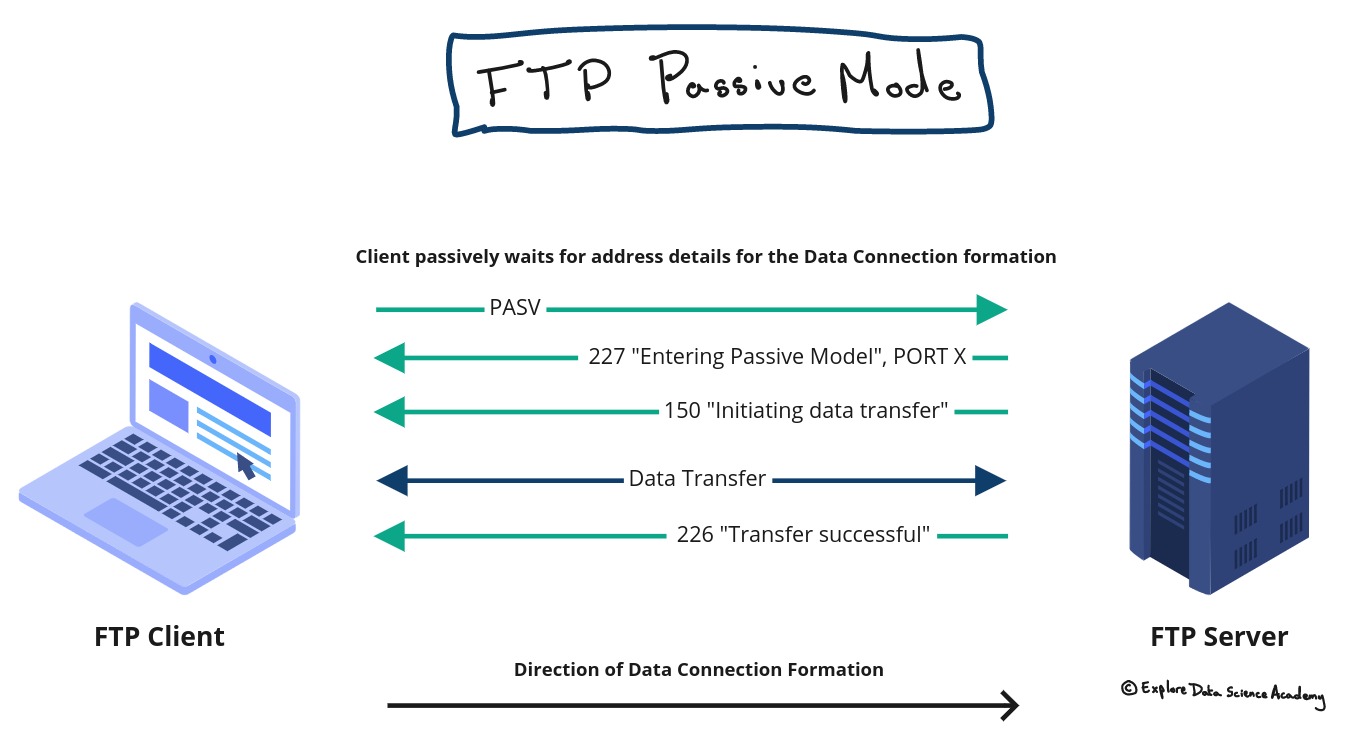 FTP Passive Mode
Client passively waits for address details for the Data Connection formation
PASV
227 "Entering Passive Model", PORT X
150 "Initiating data transfer"
Data Transfer
226 "Transfer successful"
FTP Client
FTP Server
Direction of Data Connection Formation
© Explore Data Science Academy